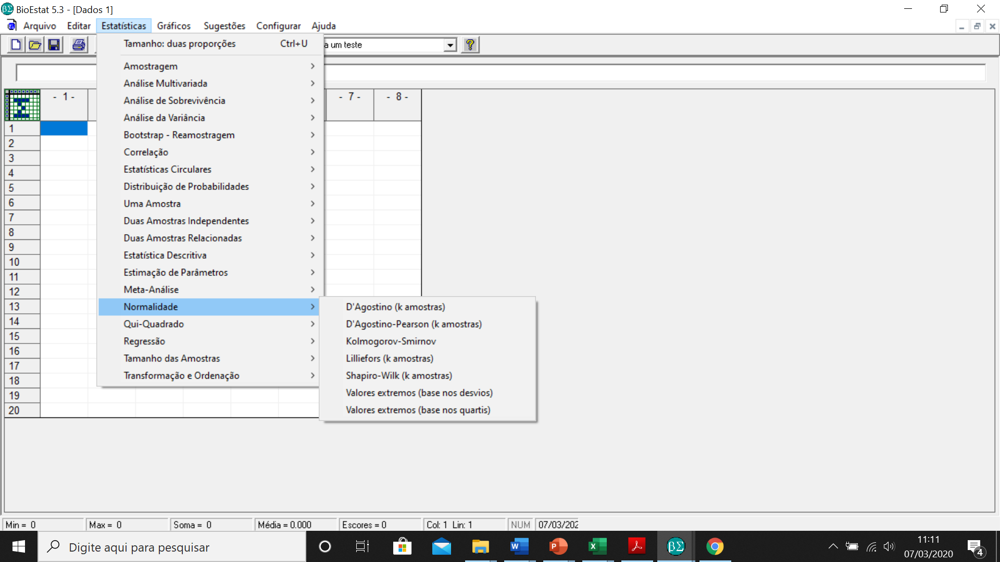 BioEstat 5.3 - [Dados 1]
Arquivo Editar Estatísticas Gráficos Sugestões Configurar Ajuda
Tamanho: duas proporções Ctrl+U
a um teste
Amostragem
Análise Multivariada
Análise de Sobrevivência
Análise da Variância
Bootstrap - Reamostragem
Correlação
Estatísticas Circulares
Distribuição de Probabilidades
Uma Amostra
Duas Amostras Independentes
Duas Amostras Relacionadas
Estatística Descritiva
Estimação de Parâmetros
Meta-Análise
Normalidade
Qui-Quadrado
Regressão
Tamanho das Amostras
Transformação e Ordenação
D'Agostino (k amostras)
D'Agostino-Pearson (k amostras)
Kolmogorov-Smirnov
Lilliefors (k amostras)
Shapiro-Wilk (k amostras)
Valores extremos (base nos desvios)
Valores extremos (base nos quartis)
- 1 - - 7 - - 8 -
1
2
3
4
5
6
7
8
9
10
11
12
13
14
15
16
17
18
19
20
Min = 0 Max = 0 Soma = 0 Média = 0.000 Escores = 0 Col: 1 Lin: 1 NUM 07/03/202
Digite aqui para pesquisar
11:11
07/03/2020
4